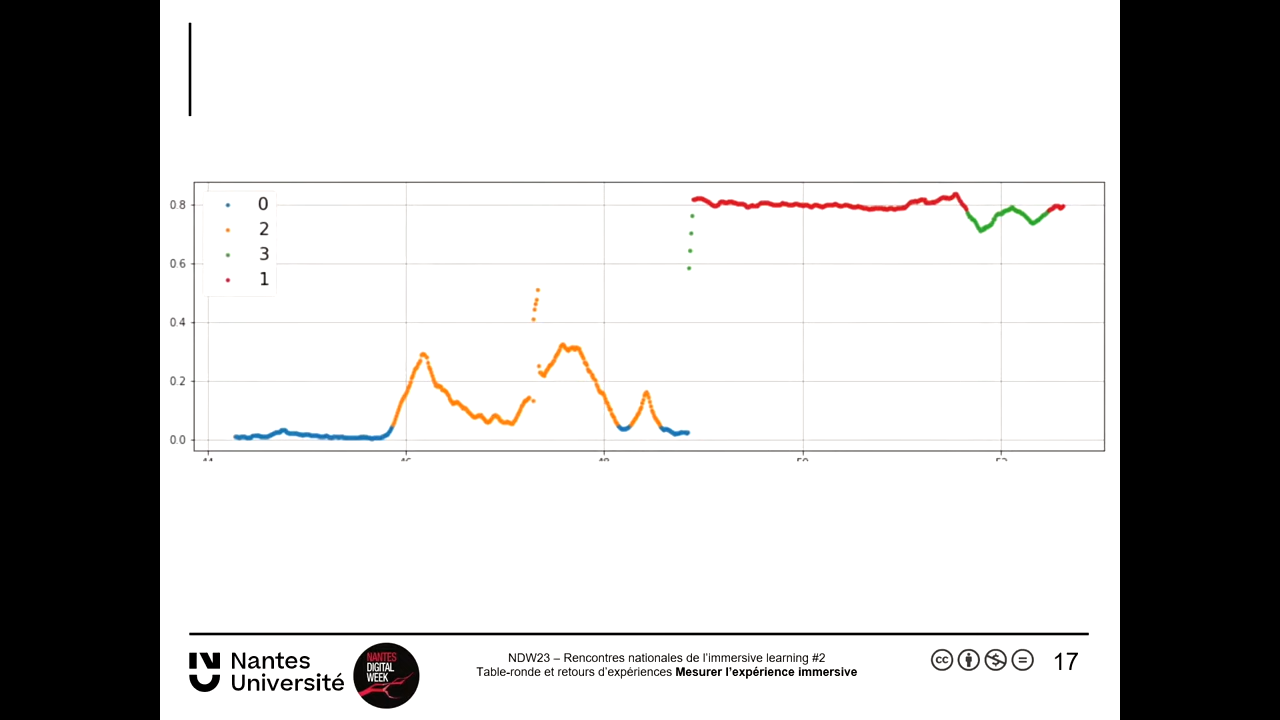 0
2
3
1
0.8
0.6
0.4
0.2
0.0
Nantes
Université
NANTES
DIGITAL
WEEK
NDW23 – Rencontres nationales de l'immersive learning #2
Table-ronde et retours d'expériences Mesurer l'expérience immersive
cc
17